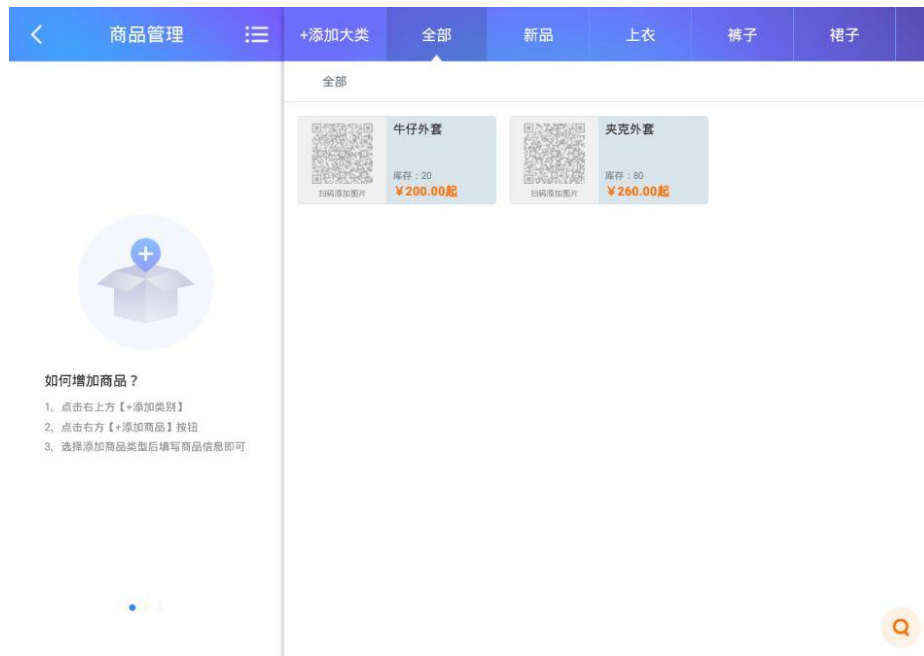 商品管理
+添加大类 全部 新品 上衣 裤子 裙子
全部
牛仔外套
库存：20
￥200.00起
扫码添加图片
夹克外套
库存：80
￥260.00起
扫码添加图片
如何增加商品？
1、点击右上方【+添加类别】
2、点击右方【+添加商品】按钮
3、选择添加商品类型后填写商品信息即可